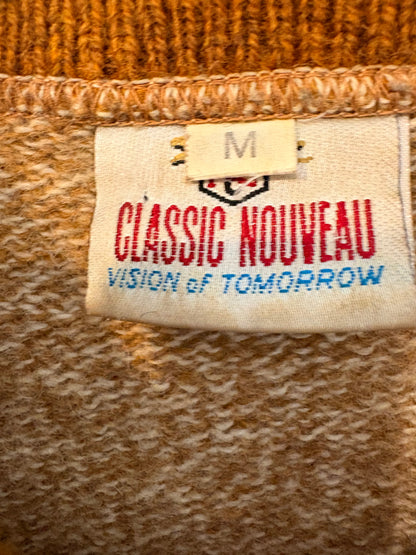 M
CLASSIC NOUVEAU
VISION of TOMORROW